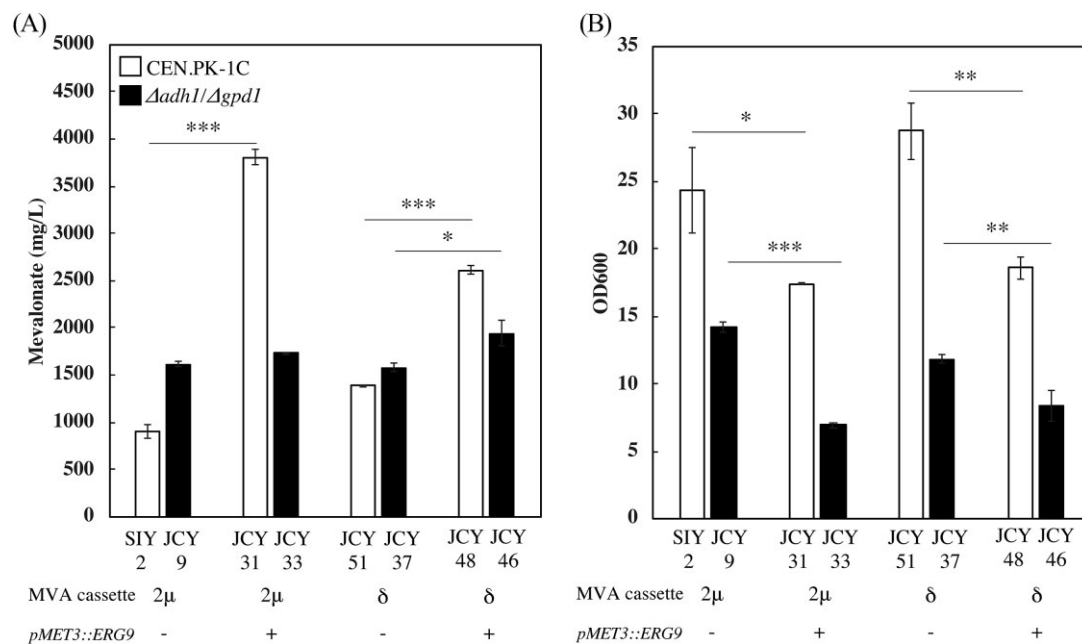 (A)
5000
4500
4000
3500
3000
2500
2000
1500
1000
500
0
Mevalonate (mg/L)
CEN.PK-1C
Δadh1/Δgpd1
***
***
*
SIY JCY JCY JCY JCY JCY JCY JCY
2 9 31 33 51 37 48 46
MVA cassette 2μ 2μ δ δ
pMET3::ERG9 - + - +
(B)
35
30
25
20
15
10
5
0
OD600
*
***
**
**
SIY JCY JCY JCY JCY JCY JCY JCY
2 9 31 33 51 37 48 46
MVA cassette 2μ 2μ δ δ
pMET3::ERG9 - + - +